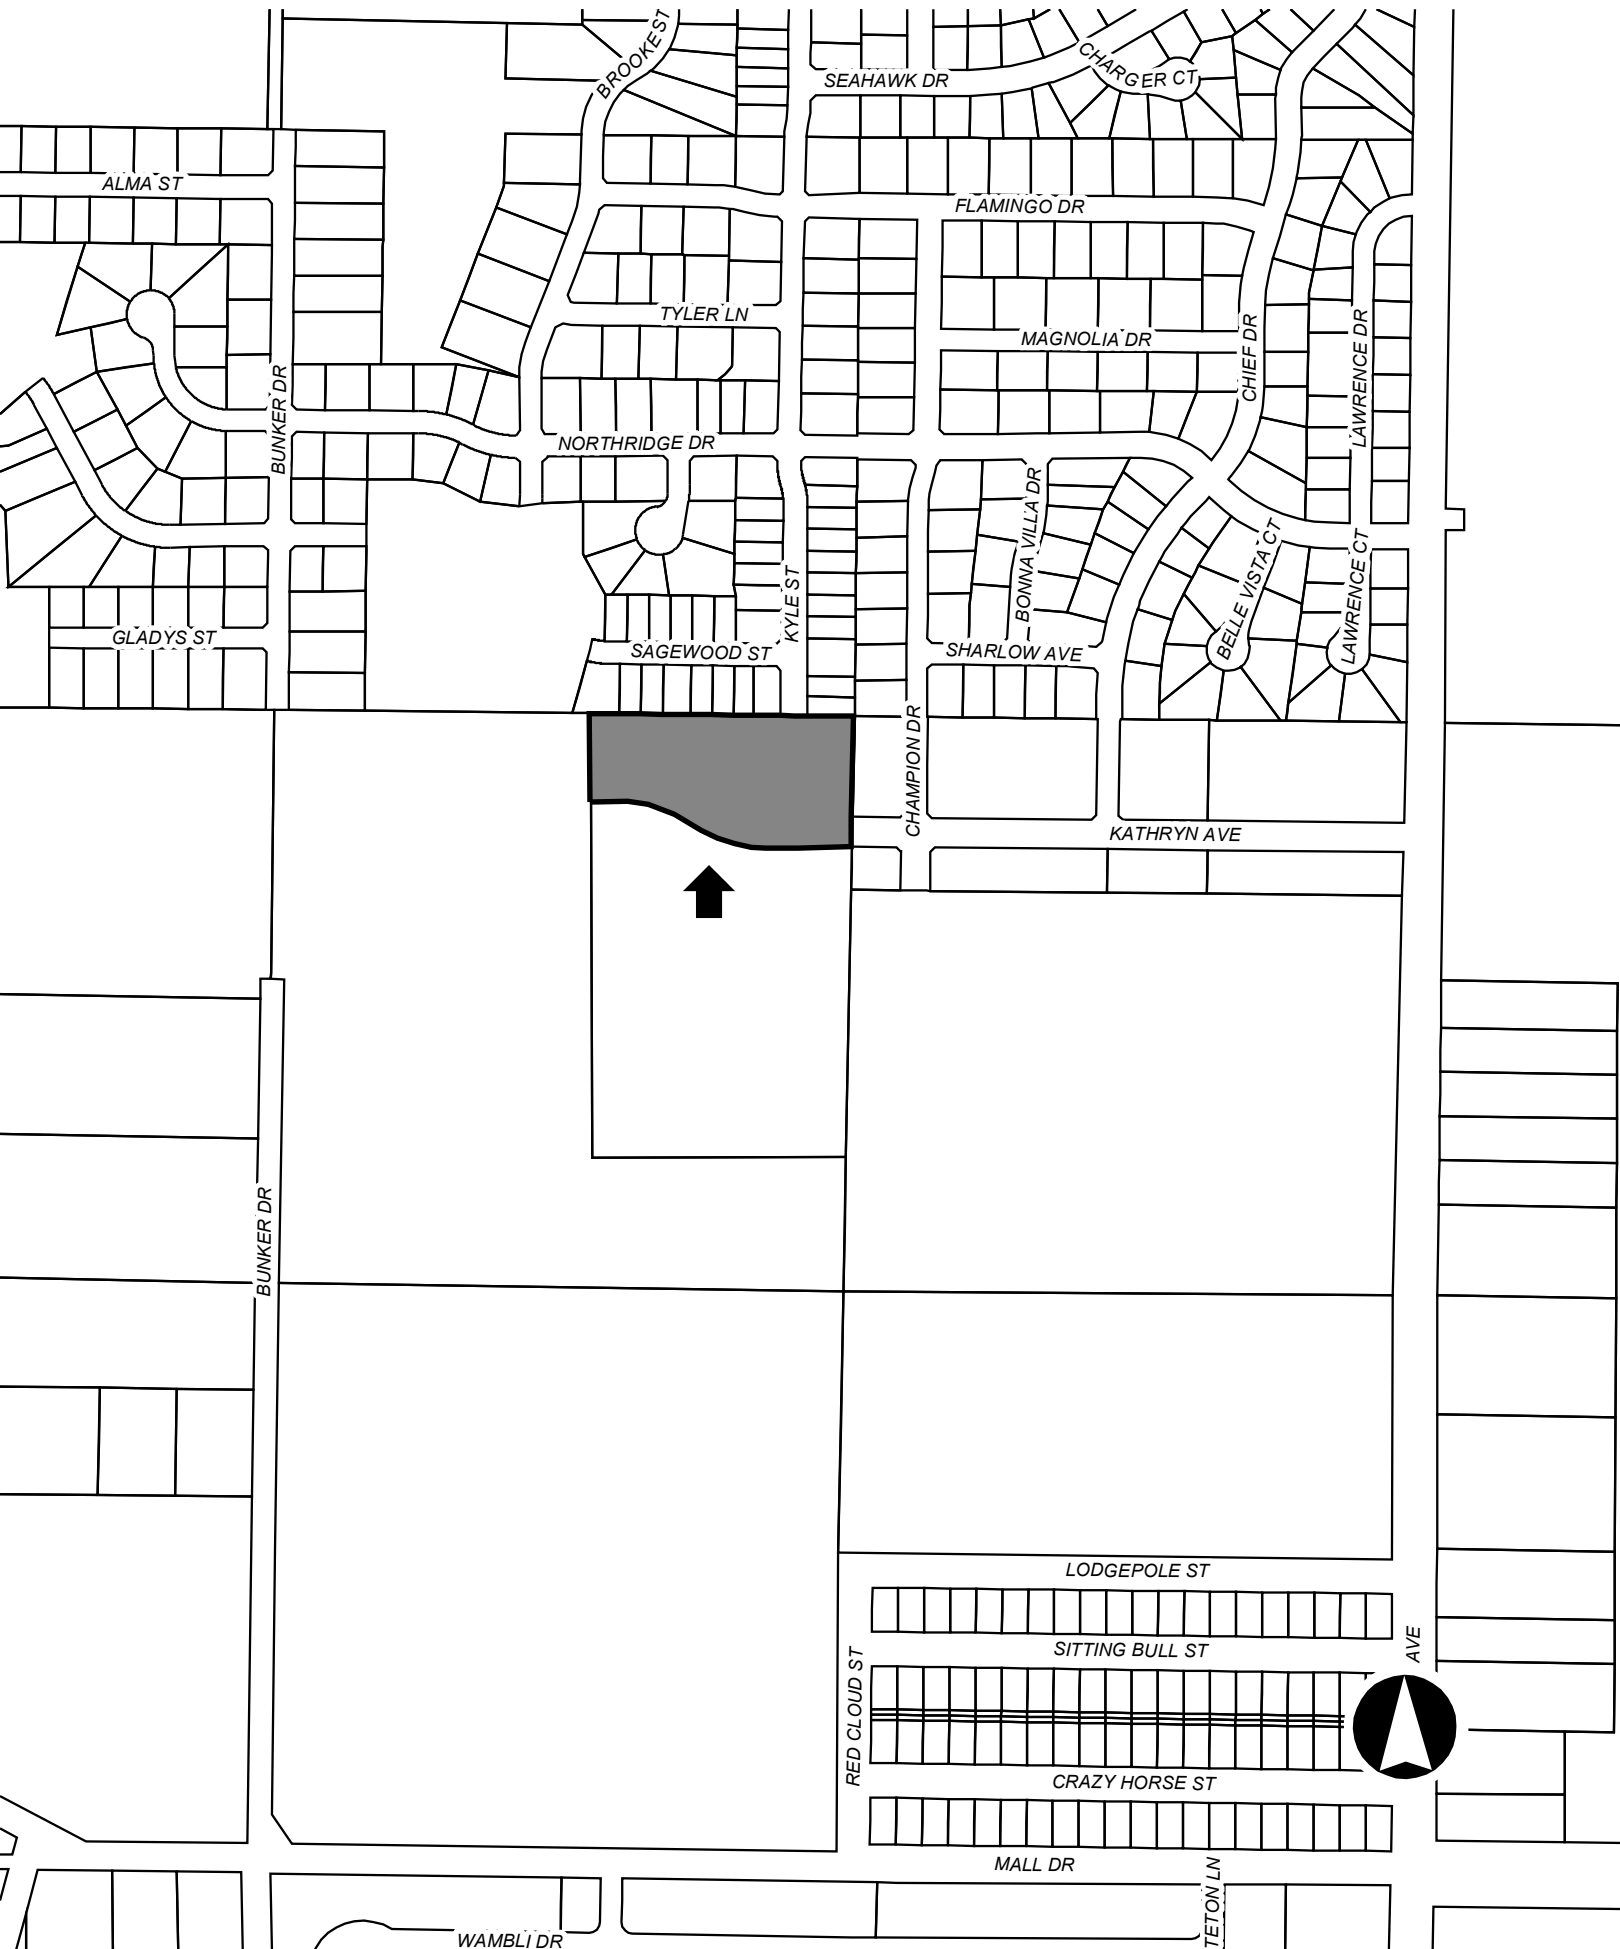 BROOKE ST
SEAHAWK DR
CHARGER CT
ALMA ST
FLAMINGO DR
TYLER LN
MAGNOLIA DR
CHIEF DR
LAWRENCE DR
BUNKER DR
NORTHRIDGE DR
BONNA VILLA DR
BELLE VISTA CT
LAWRENCE CT
KYLE ST
GLADYS ST
SAGEWOOD ST
SHARLOW AVE
CHAMPION DR
KATHRYN AVE
BUNKER DR
LODGEPOLE ST
AVE
SITTING BULL ST
RED CLOUD ST
CRAZY HORSE ST
MALL DR
TETON LN
WAMBLI DR